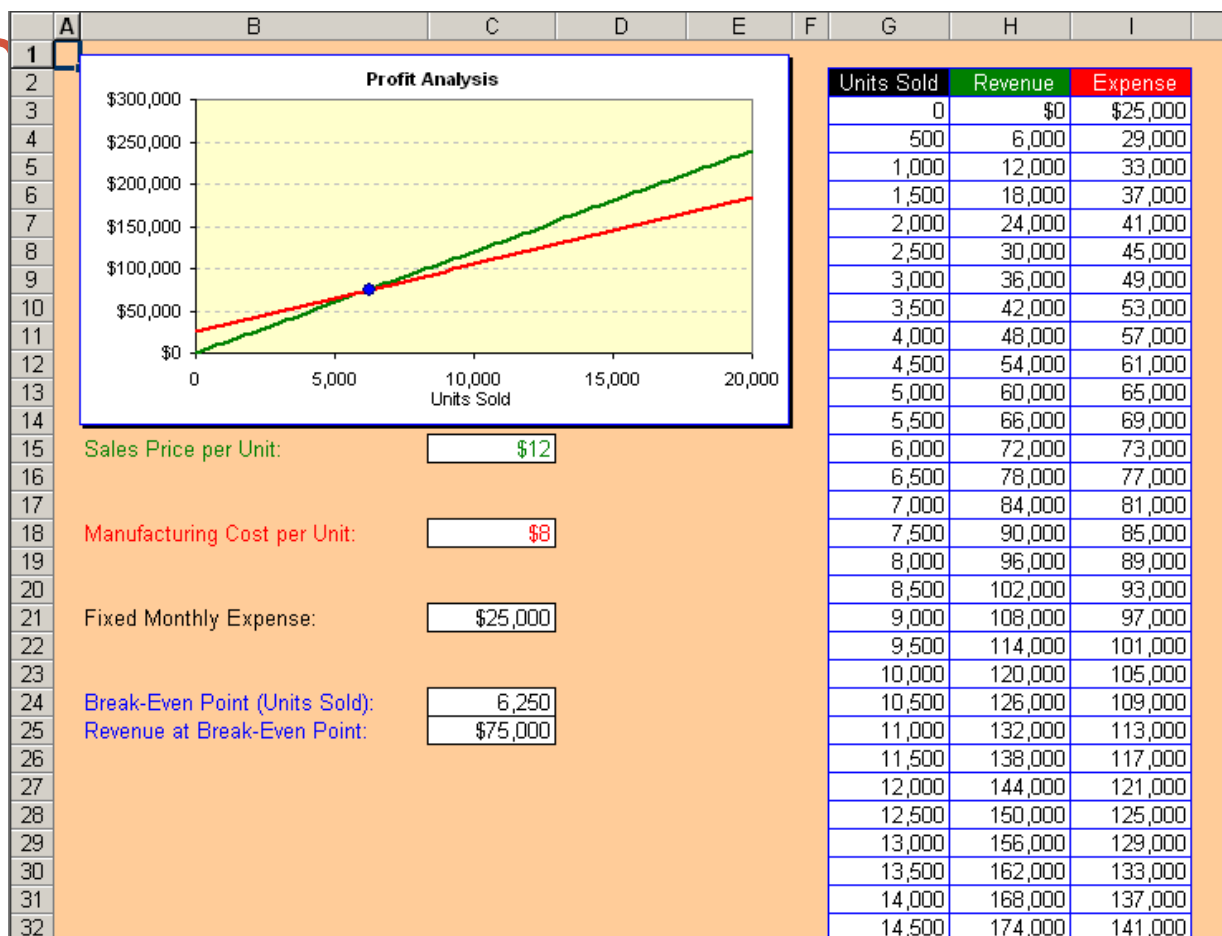 A B C D E F G H I
1
Profit Analysis
$300,000
$250,000
$200,000
$150,000
$100,000
$50,000
$0
0 5,000 10,000 15,000 20,000
Units Sold
2 Units Sold Revenue Expense
3 0 $0 $25,000
4 500 6,000 29,000
5 1,000 12,000 33,000
6 1,500 18,000 37,000
7 2,000 24,000 41,000
8 2,500 30,000 45,000
9 3,000 36,000 49,000
10 3,500 42,000 53,000
11 4,000 48,000 57,000
12 4,500 54,000 61,000
13 5,000 60,000 65,000
14 5,500 66,000 69,000
15 Sales Price per Unit: $12 6,000 72,000 73,000
16 6,500 78,000 77,000
17 7,000 84,000 81,000
18 Manufacturing Cost per Unit: $8 7,500 90,000 85,000
19 8,000 96,000 89,000
20 8,500 102,000 93,000
21 Fixed Monthly Expense: $25,000 9,000 108,000 97,000
22 9,500 114,000 101,000
23 10,000 120,000 105,000
24 Break-Even Point (Units Sold): 6,250 10,500 126,000 109,000
25 Revenue at Break-Even Point: $75,000 11,000 132,000 113,000
26 11,500 138,000 117,000
27 12,000 144,000 121,000
28 12,500 150,000 125,000
29 13,000 156,000 129,000
30 13,500 162,000 133,000
31 14,000 168,000 137,000
32 14,500 174,000 141,000